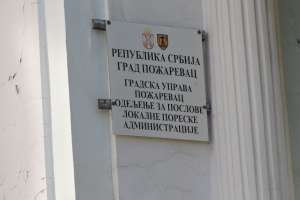 РЕПУБЛИКА СРБИЈА
ГРАД ПОЖАРЕВАЦ
ГРАДСКА УПРАВА
ПОЖАРЕВАЦ
ОДЕЉЕЊЕ ЗА ПОСЛОВЕ
ЛОКАЛНЕ ПОРЕСКЕ
АДМИНИСТРАЦИЈЕ